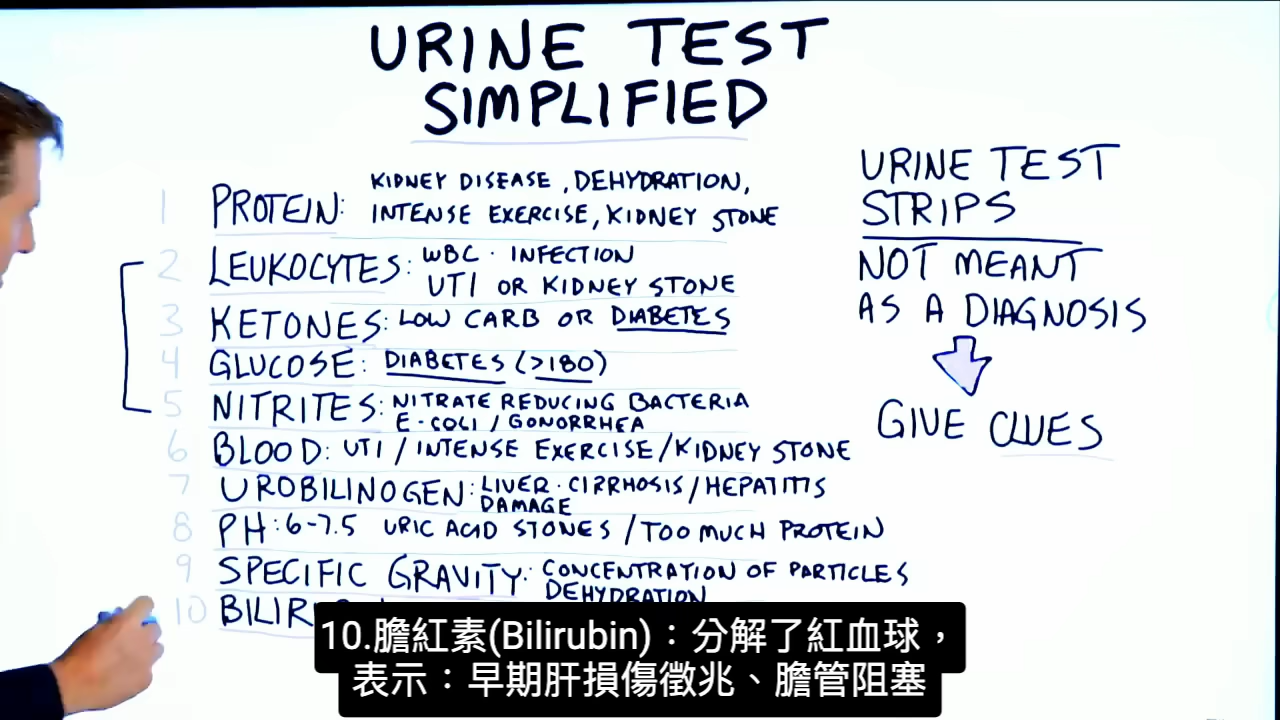 URINE TEST
SIMPLIFIED
1 PROTEIN: KIDNEY DISEASE, DEHYDRATION,
INTENSE EXERCISE, KIDNEY STONE
2 LEUKOCYTES: WBC · INFECTION
UTI OR KIDNEY STONE
3 KETONES: LOW CARB OR DIABETES
4 GLUCOSE: DIABETES (>180)
5 NITRITES: NITRATE REDUCING BACTERIA
E-COLI / GONORRHEA
6 BLOOD: UTI / INTENSE EXERCISE / KIDNEY STONE
7 UROBILINOGEN: LIVER · CIRRHOSIS / HEPATITIS
DAMAGE
8 PH: 6-7.5 URIC ACID STONES / TOO MUCH PROTEIN
9 SPECIFIC GRAVITY: CONCENTRATION OF PARTICLES
DEHYDRATION
10
URINE TEST
STRIPS
NOT MEANT
AS A DIAGNOSIS
GIVE CLUES
10.膽紅素(Bilirubin)：分解了紅血球，
表示：早期肝損傷徵兆、膽管阻塞